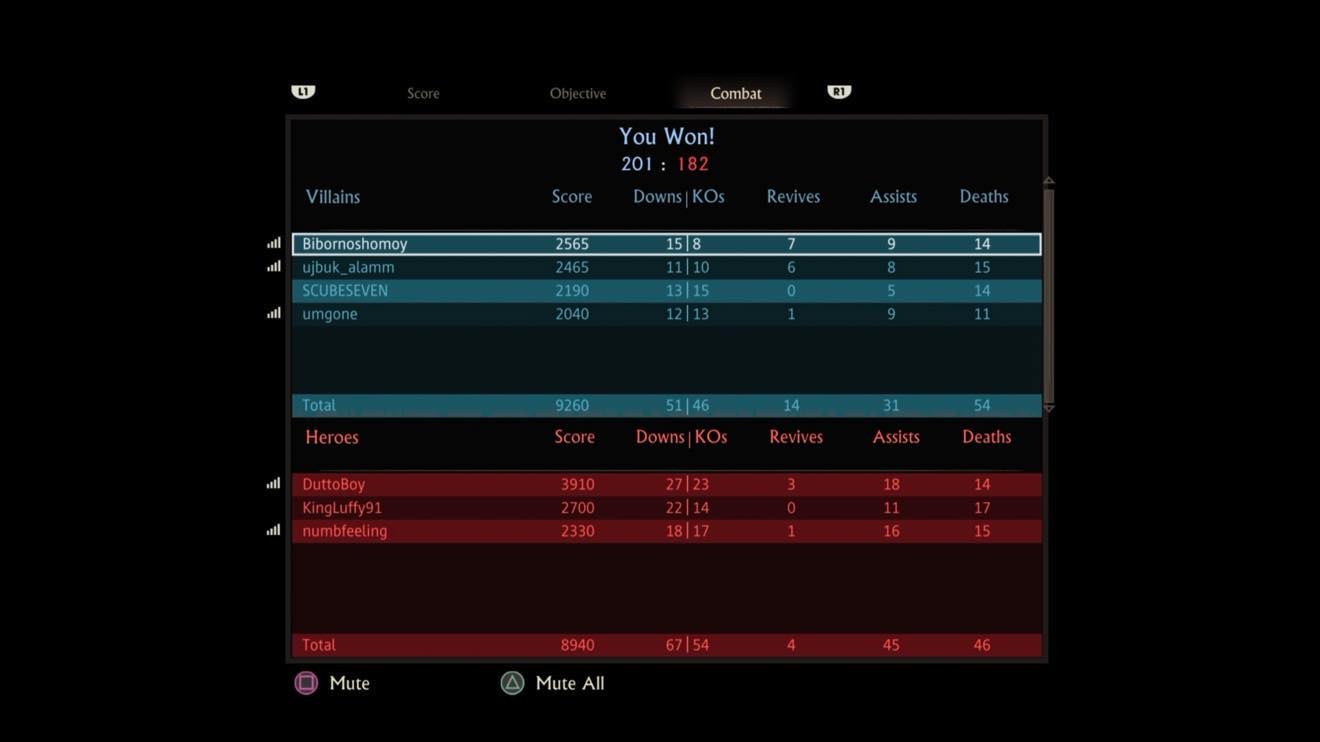 L1 Score Objective Combat R1
You Won!
201 : 182
Villains Score Downs | KOs Revives Assists Deaths
Bibornoshomoy 2565 15 | 8 7 9 14
ujbuk_alamm 2465 11 | 10 6 8 15
SCUBESEVEN 2190 13 | 15 0 5 14
umgone 2040 12 | 13 1 9 11
Total 9260 51 | 46 14 31 54
Heroes Score Downs | KOs Revives Assists Deaths
DuttoBoy 3910 27 | 23 3 18 14
KingLuffy91 2700 22 | 14 0 11 17
numbfeeling 2330 18 | 17 1 16 15
Total 8940 67 | 54 4 45 46
Mute Mute All